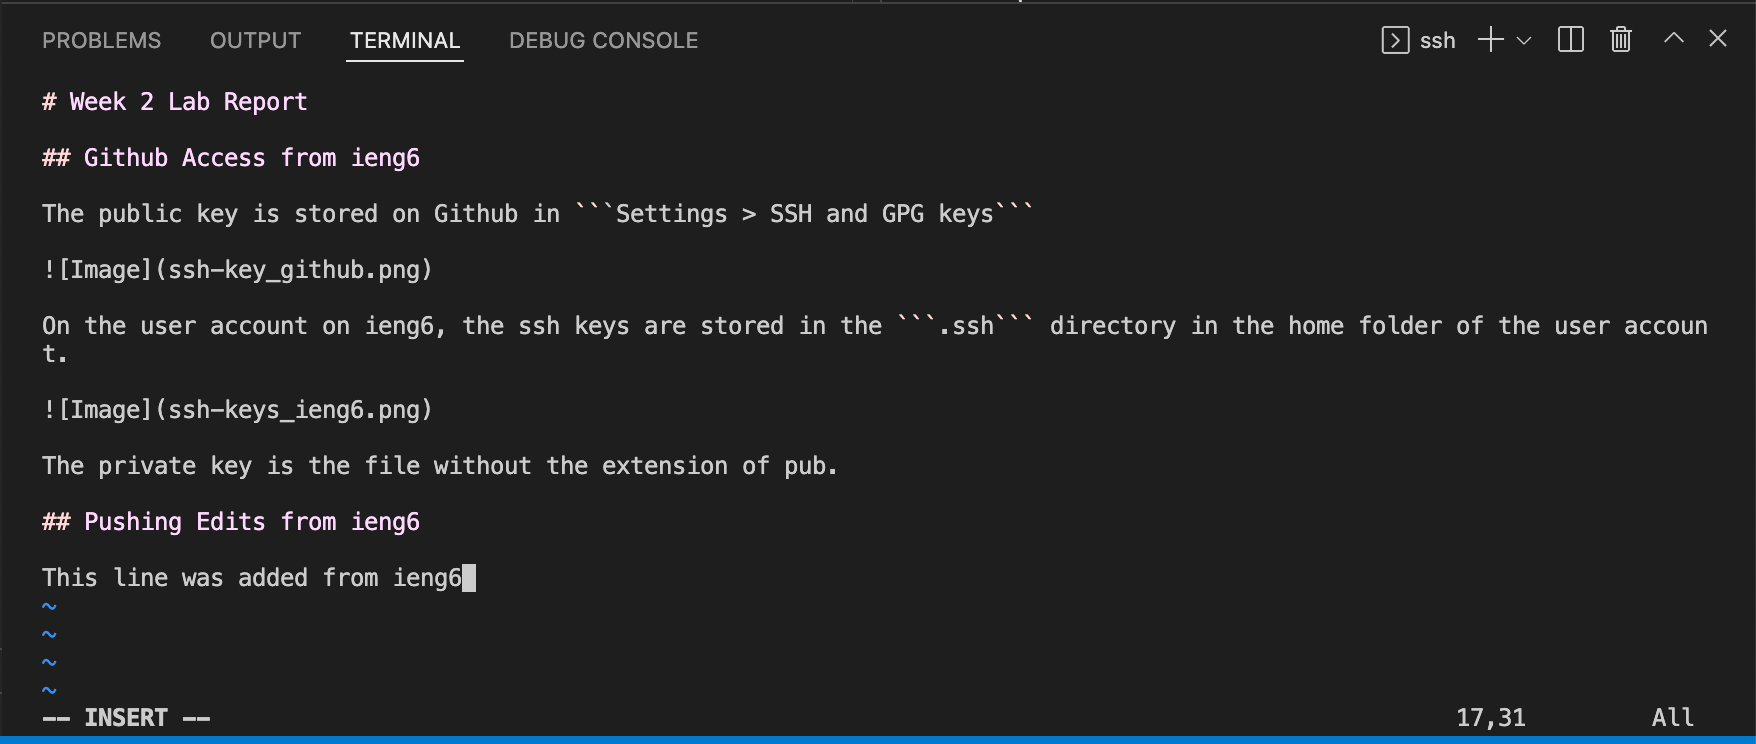 PROBLEMS OUTPUT TERMINAL DEBUG CONSOLE ssh
# Week 2 Lab Report
## Github Access from ieng6
The public key is stored on Github in ```Settings > SSH and GPG keys```
![Image](ssh-key_github.png)
On the user account on ieng6, the ssh keys are stored in the ```.ssh``` directory in the home folder of the user accoun
t.
![Image](ssh-keys_ieng6.png)
The private key is the file without the extension of pub.
## Pushing Edits from ieng6
This line was added from ieng6
~
~
~
~
-- INSERT -- 17,31 All